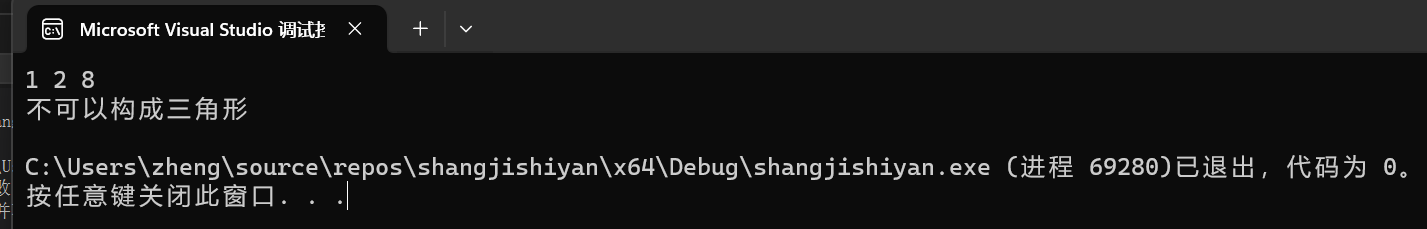 Microsoft Visual Studio 调试
1 2 8
不可以构成三角形
C:\Users\zheng\source\repos\shangjishiyan\x64\Debug\shangjishiyan.exe (进程 69280)已退出，代码为 0。
按任意键关闭此窗口. . .